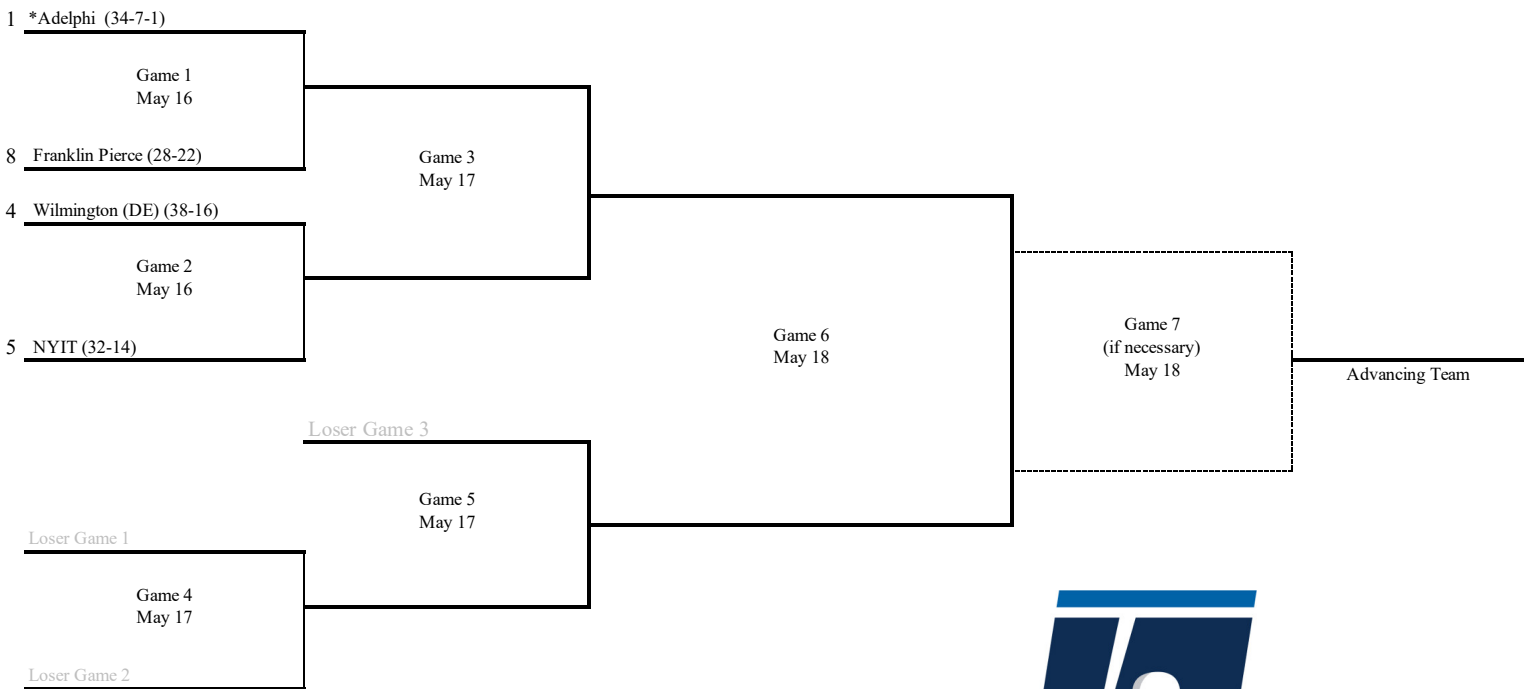 1 *Adelphi (34-7-1)
Game 1
May 16
8 Franklin Pierce (28-22)
Game 3
May 17
4 Wilmington (DE) (38-16)
Game 2
May 16
5 NYIT (32-14)
Game 6
May 18
Game 7
(if necessary)
May 18
Advancing Team
Loser Game 3
Game 5
May 17
Loser Game 1
Game 4
May 17
Loser Game 2